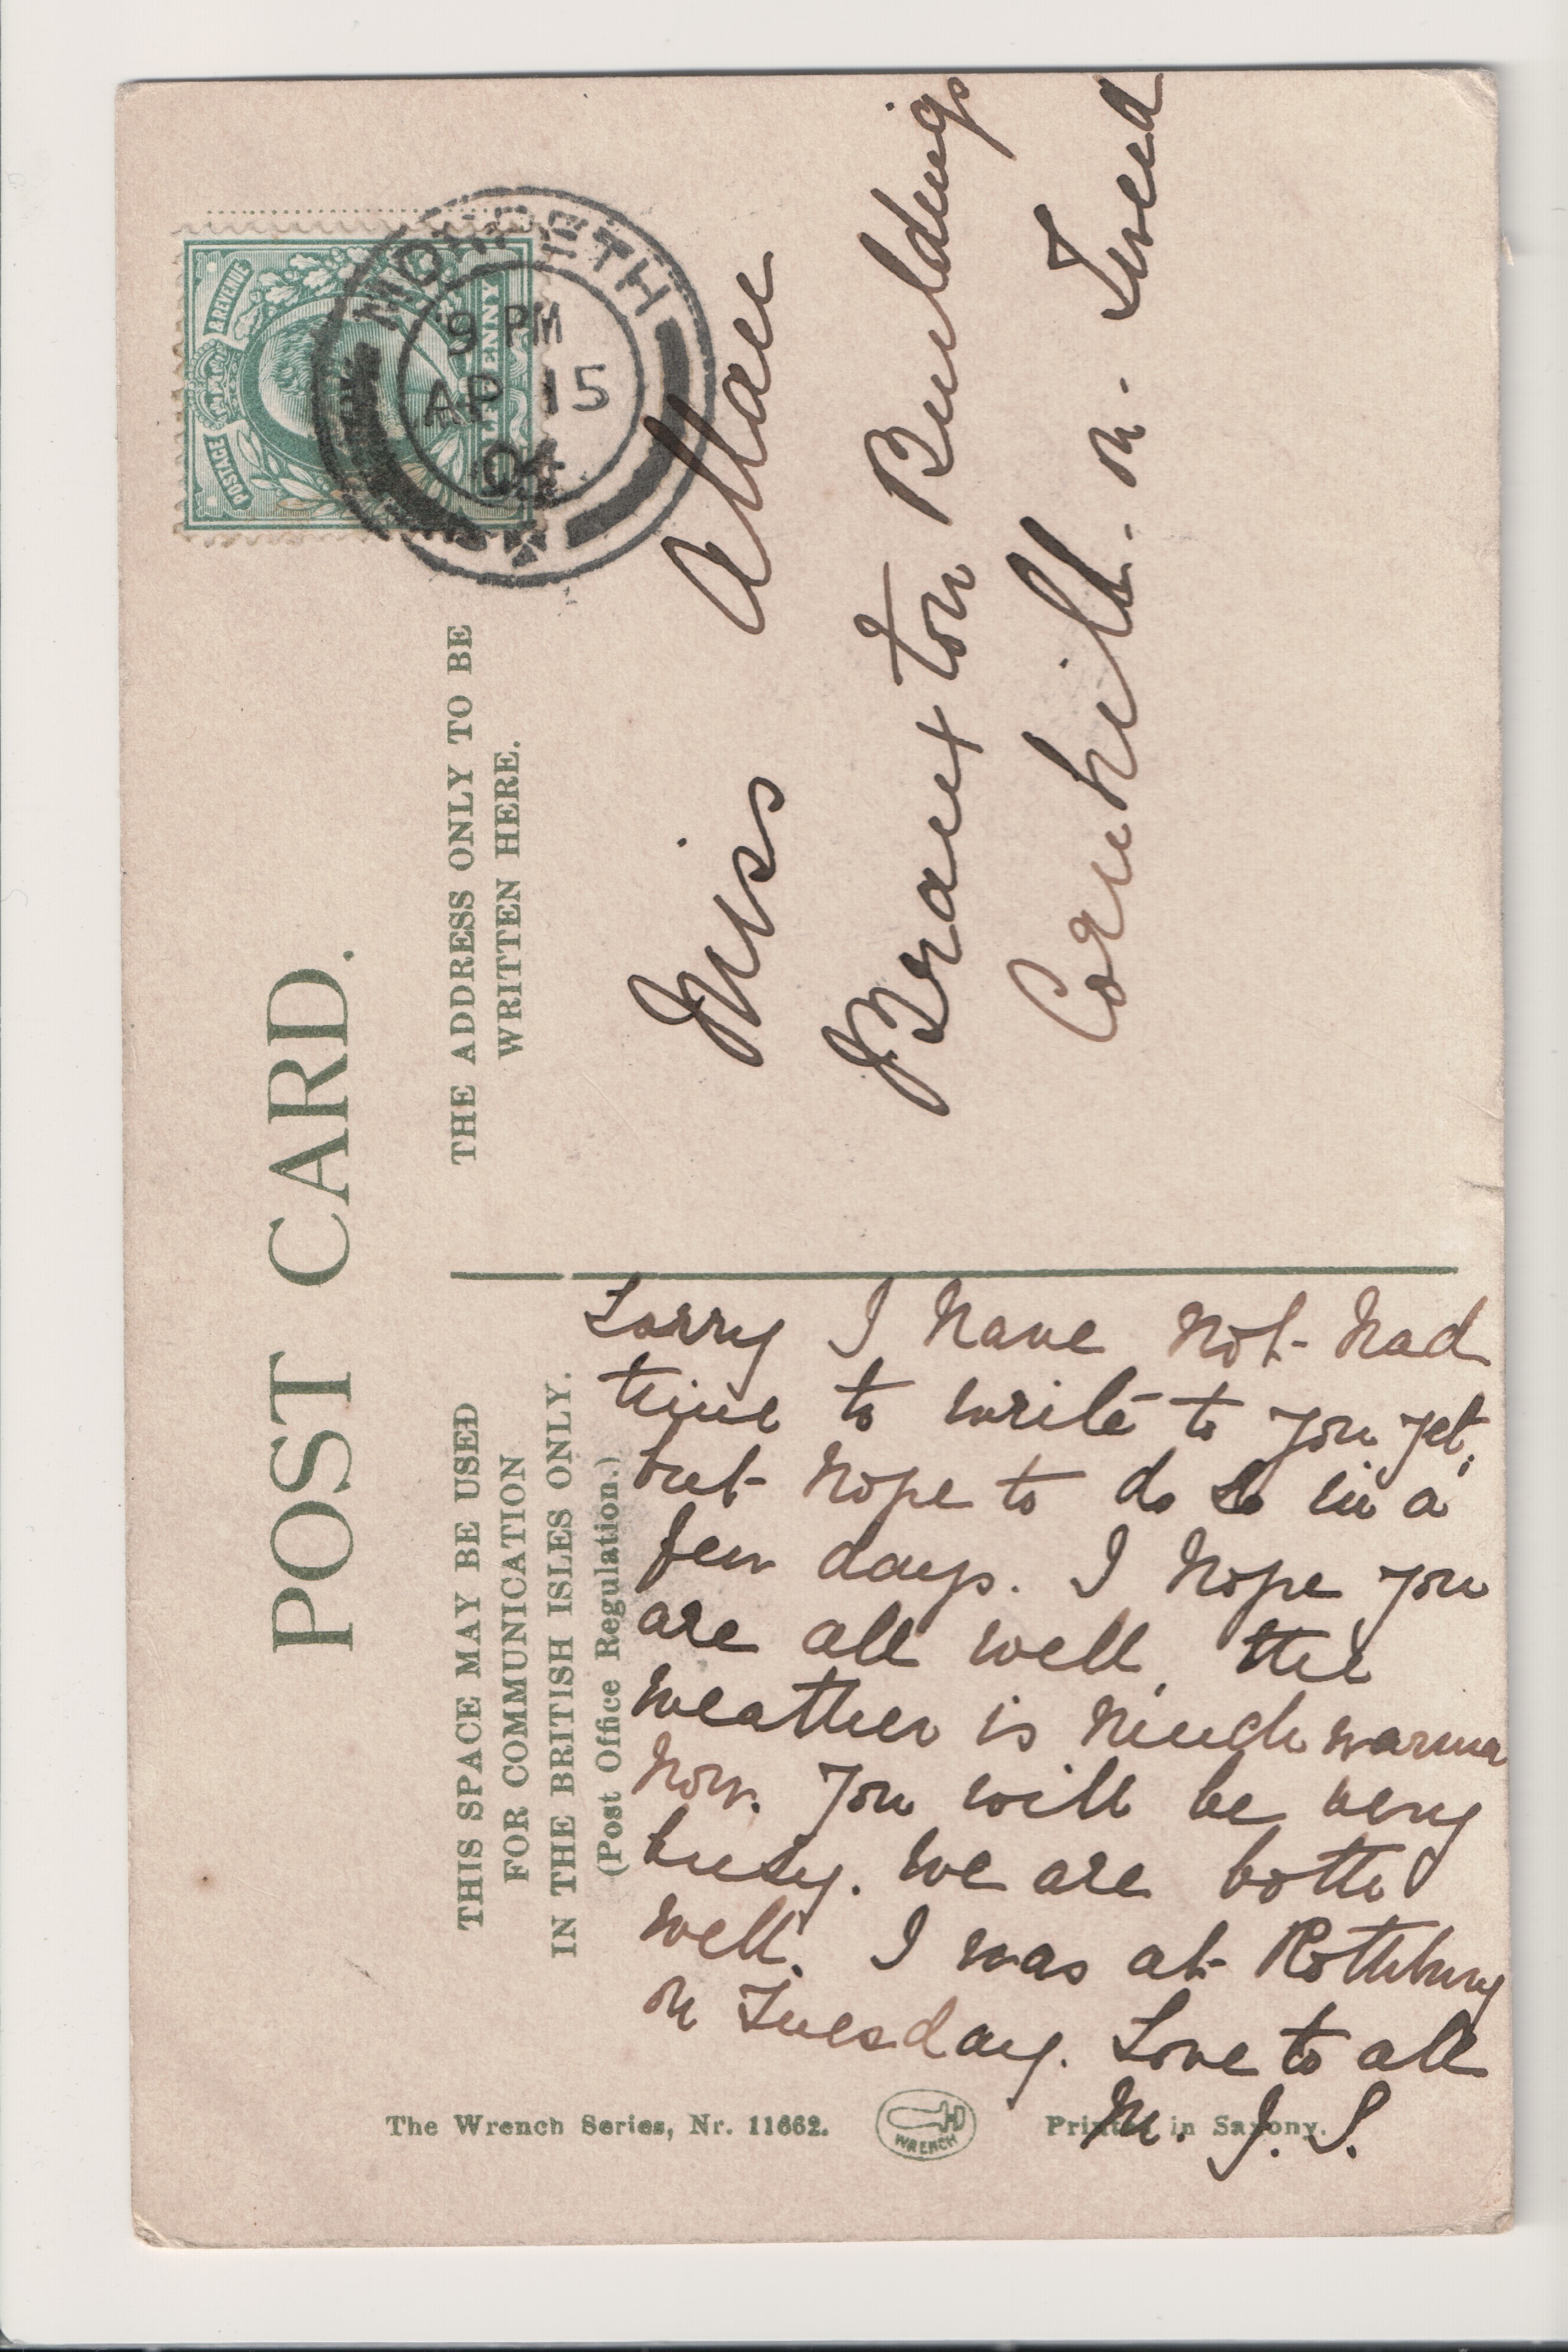 POST CARD.
THIS SPACE MAY BE USED
FOR COMMUNICATION
IN THE BRITISH ISLES ONLY.
(Post Office Regulation.)
THE ADDRESS ONLY TO BE
WRITTEN HERE.
POSTAGE & REVENUE
HALFPENNY
MORPETH
9 PM
AP 15
04
Miss Allan
Branxton Buildings
Cornhill. on. Tweed
Sorry I have not had
time to write to you yet,
but hope to do so in a
few days. I hope you
are all well, the
weather is much warmer
now. You will be very
busy. We are both
well. I was at Rothbury
on Tuesday. Love to all
M. J. S.
The Wrench Series, Nr. 11662.
WRENCH
Printed in Saxony.